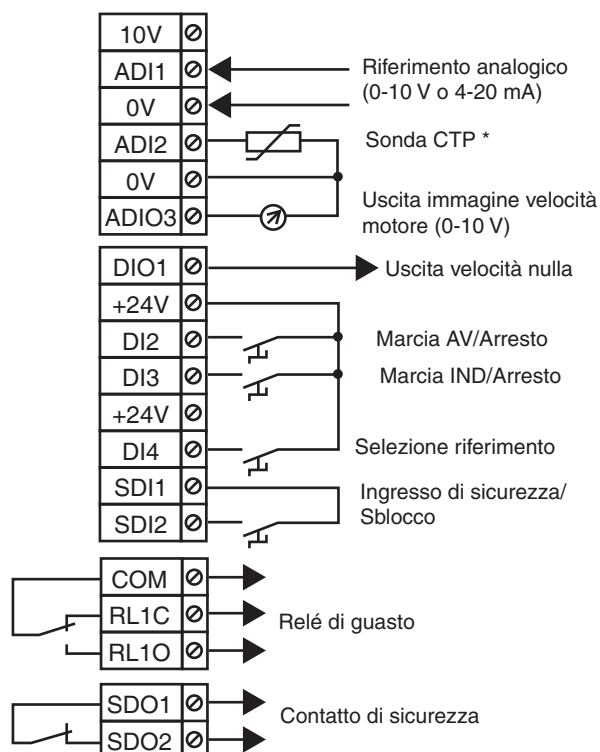 10V
ADI1
Riferimento analogico
(0-10 V o 4-20 mA)
0V
ADI2
Sonda CTP *
0V
ADIO3
Uscita immagine velocità
motore (0-10 V)
DIO1
Uscita velocità nulla
+24V
DI2
Marcia AV/Arresto
DI3
Marcia IND/Arresto
+24V
DI4
Selezione riferimento
SDI1
Ingresso di sicurezza/
Sblocco
SDI2
COM
RL1C
Relé di guasto
RL1O
SDO1
Contatto di sicurezza
SDO2